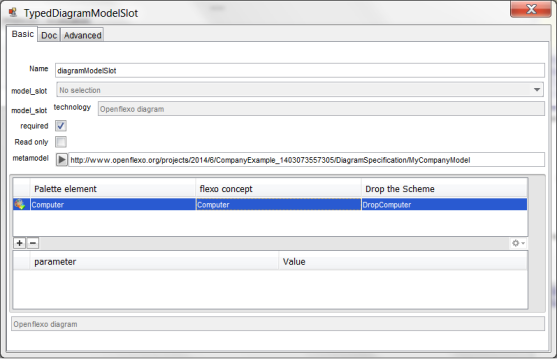 TypedDiagramModelSlot
Basic Doc Advanced
Name diagramModelSlot
model_slot No selection
model_slot technology Openflexo diagram
required
Read only
metamodel http://www.openflexo.org/projects/2014/6/CompanyExample_1403073557305/DiagramSpecification/MyCompanyModel
Palette element flexo concept Drop the Scheme
Computer Computer DropComputer
parameter Value
Openflexo diagram